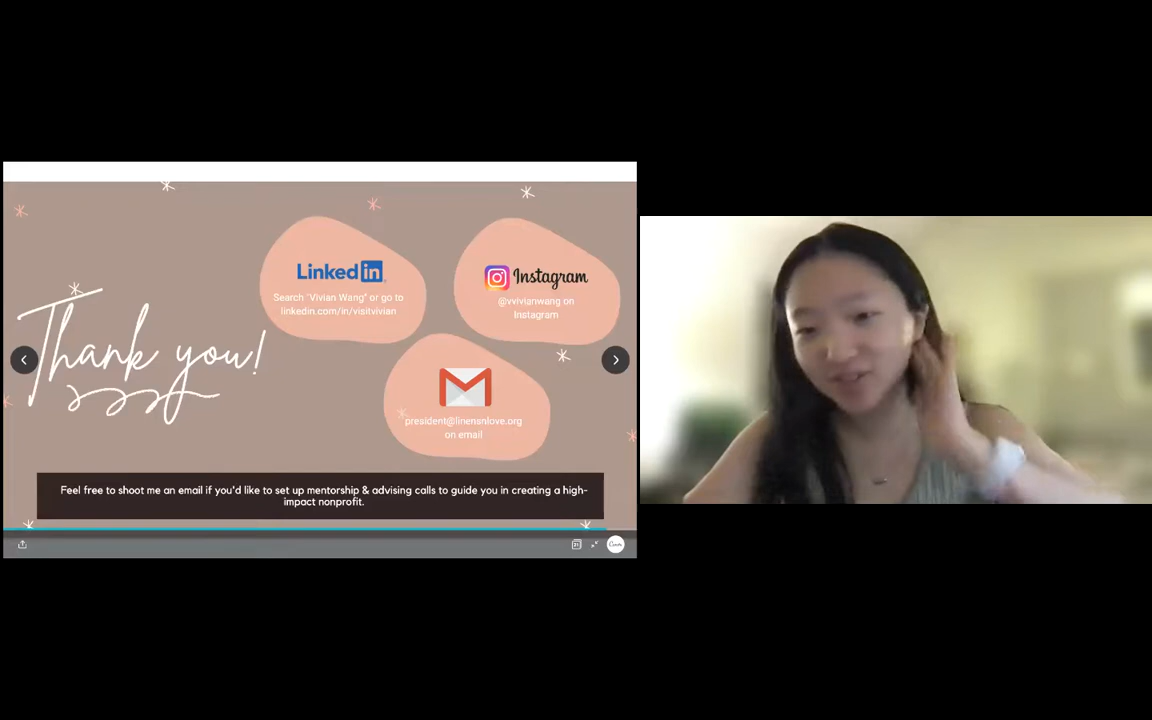 Thank you!
LinkedIn
Search "Vivian Wang" or go to
linkedin.com/in/visitvivian
Instagram
@vvivianwang on
Instagram
president@linensnlove.org
on email
Feel free to shoot me an email if you'd like to set up mentorship & advising calls to guide you in creating a high-
impact nonprofit.